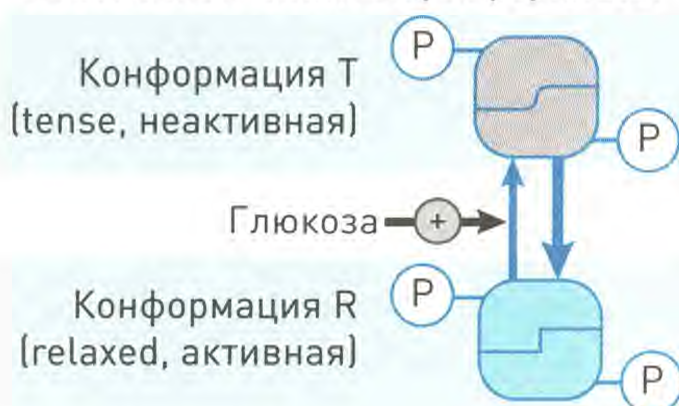 P
Конформация T
(tense, неактивная)
P
Глюкоза
+
P
Конформация R
(relaxed, активная)
P